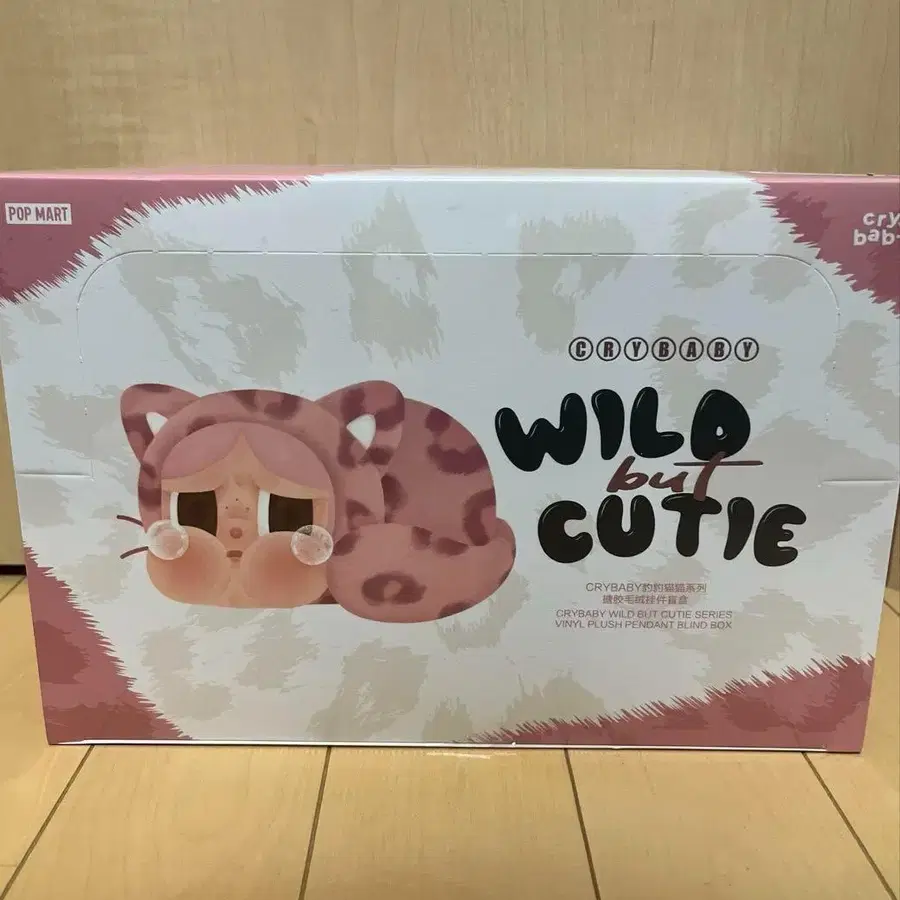 POP MART
cry
bab
CRYBABY
WILD
but
CUTIE
CRYBABY豹豹猫猫系列
搪胶毛绒挂件盲盒
CRYBABY WILD BUT CUTIE SERIES
VINYL PLUSH PENDANT BLIND BOX